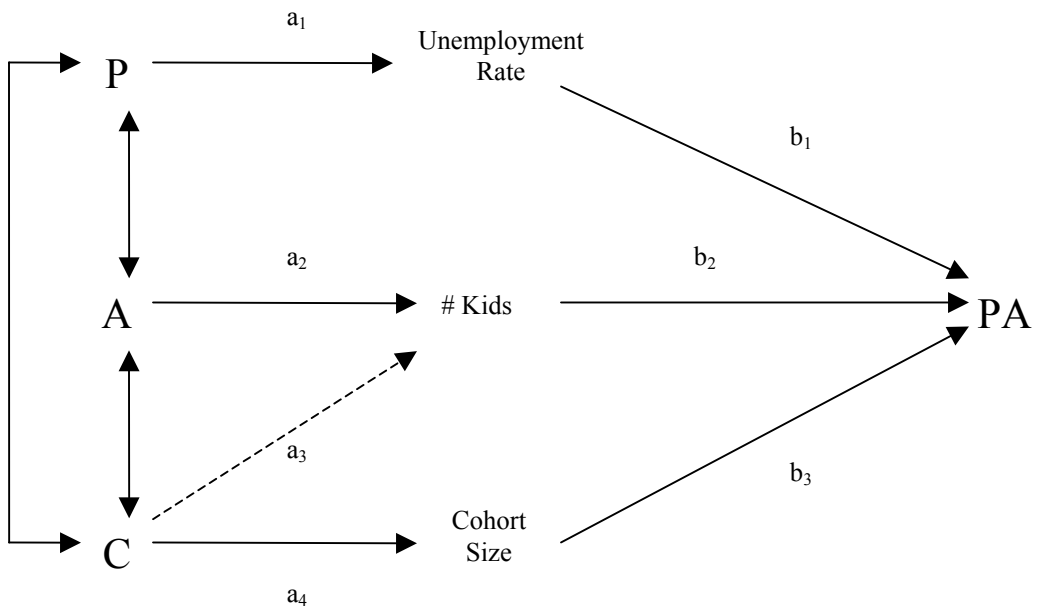 a₁
P
Unemployment
Rate
b₁
a₂
b₂
A
# Kids
PA
a₃
b₃
C
Cohort
Size
a₄